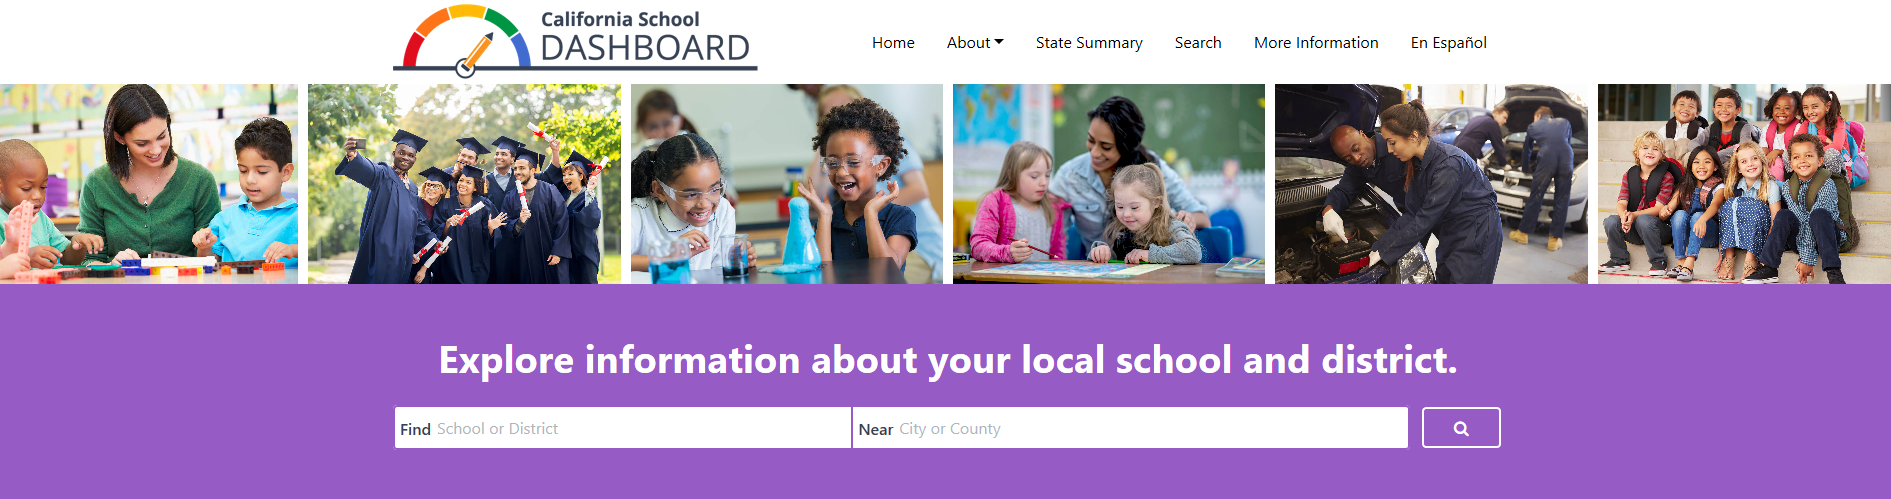 California School
DASHBOARD
Home About State Summary Search More Information En Español
Explore information about your local school and district.
Find School or District Near City or County